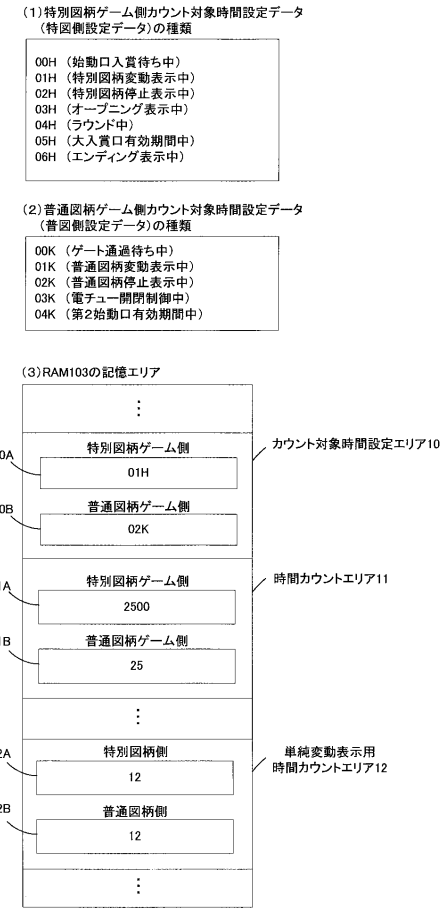 (1)特別図柄ゲーム側カウント対象時間設定データ
(特図側設定データ)の種類
00H (始動口入賞待ち中)
01H (特別図柄変動表示中)
02H (特別図柄停止表示中)
03H (オープニング表示中)
04H (ラウンド中)
05H (大入賞口有効期間中)
06H (エンディング表示中)
(2)普通図柄ゲーム側カウント対象時間設定データ
(普図側設定データ)の種類
00K (ゲート通過待ち中)
01K (普通図柄変動表示中)
02K (普通図柄停止表示中)
03K (電チュー開閉制御中)
04K (第2始動口有効期間中)
(3)RAM103の記憶エリア
カウント対象時間設定エリア10
特別図柄ゲーム側
0A
01H
普通図柄ゲーム側
0B
02K
時間カウントエリア11
特別図柄ゲーム側
1A
2500
普通図柄ゲーム側
1B
25
単純変動表示用
時間カウントエリア12
特別図柄側
2A
12
普通図柄側
2B
12